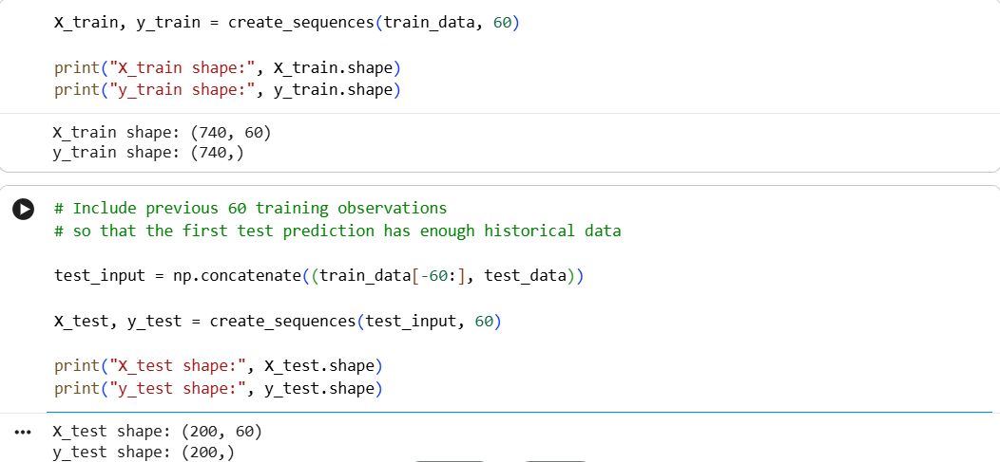 X_train, y_train = create_sequences(train_data, 60)
print("X_train shape:", X_train.shape)
print("y_train shape:", y_train.shape)
X_train shape: (740, 60)
y_train shape: (740,)
# Include previous 60 training observations
# so that the first test prediction has enough historical data
test_input = np.concatenate((train_data[-60:], test_data))
X_test, y_test = create_sequences(test_input, 60)
print("X_test shape:", X_test.shape)
print("y_test shape:", y_test.shape)
X_test shape: (200, 60)
y_test shape: (200,)